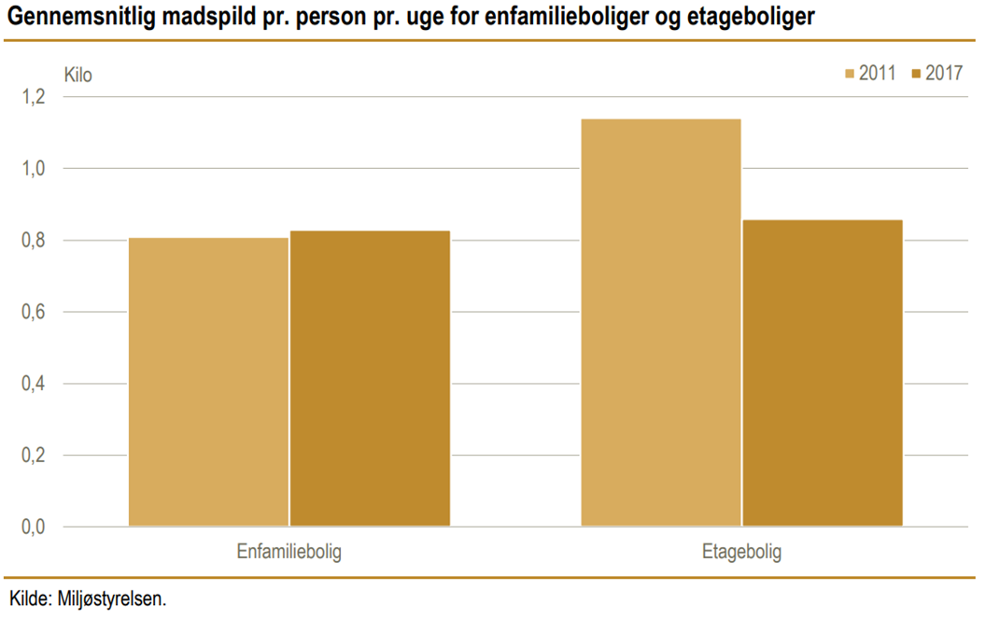 Gennemsnitlig madspild pr. person pr. uge for enfamilieboliger og etageboliger
Kilo
2011 2017
1,2
1,0
0,8
0,6
0,4
0,2
0,0
Enfamiliebolig Etagebolig
Kilde: Miljøstyrelsen.